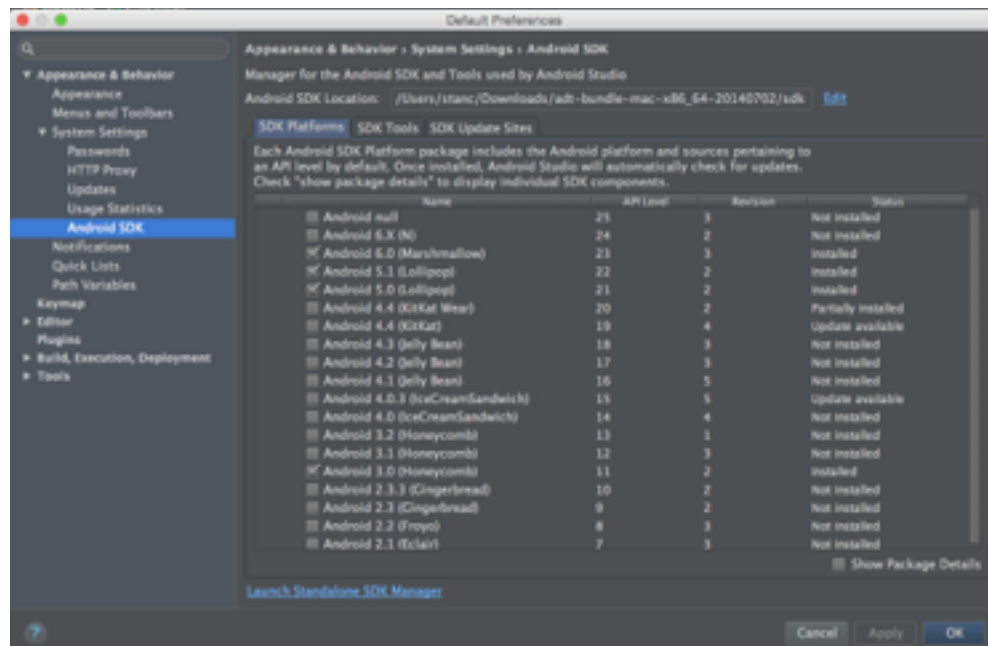 Default Preferences
Appearance & Behavior › System Settings › Android SDK
Manager for the Android SDK and Tools used by Android Studio
Android SDK Location: /Users/stanc/Downloads/adt-bundle-mac-x86_64-20140702/sdk Edit
SDK Platforms SDK Tools SDK Update Sites
Each Android SDK Platform package includes the Android platform and sources pertaining to
an API level by default. Once installed, Android Studio will automatically check for updates.
Check "show package details" to display individual SDK components.
Name API Level Revision Status
Android null 25 3 Not installed
Android 6.X (N) 24 2 Not installed
Android 6.0 (Marshmallow) 23 3 Installed
Android 5.1 (Lollipop) 22 2 Installed
Android 5.0 (Lollipop) 21 2 Installed
Android 4.4 (KitKat Wear) 20 2 Partially installed
Android 4.4 (KitKat) 19 4 Update available
Android 4.3 (Jelly Bean) 18 3 Not installed
Android 4.2 (Jelly Bean) 17 3 Not installed
Android 4.1 (Jelly Bean) 16 5 Not installed
Android 4.0.3 (IceCreamSandwich) 15 5 Update available
Android 4.0 (IceCreamSandwich) 14 4 Not installed
Android 3.2 (Honeycomb) 13 1 Not installed
Android 3.1 (Honeycomb) 12 3 Not installed
Android 3.0 (Honeycomb) 11 2 Installed
Android 2.3.3 (Gingerbread) 10 2 Not installed
Android 2.3 (Gingerbread) 9 2 Not installed
Android 2.2 (Froyo) 8 3 Not installed
Android 2.1 (Eclair) 7 3 Not installed
Show Package Details
Launch Standalone SDK Manager
Appearance & Behavior
Appearance
Menus and Toolbars
System Settings
Passwords
HTTP Proxy
Updates
Usage Statistics
Android SDK
Notifications
Quick Lists
Path Variables
Keymap
Editor
Plugins
Build, Execution, Deployment
Tools
?
Cancel Apply OK